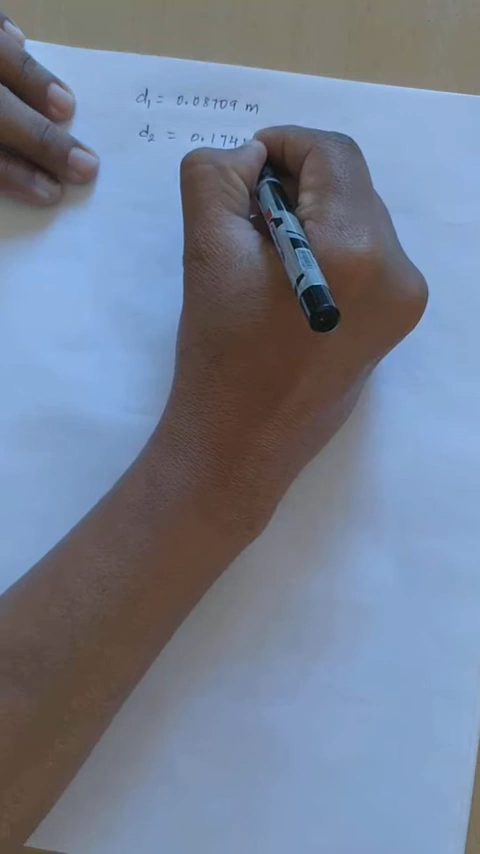 d₁ = 0.08709 m
d₂ = 0.174